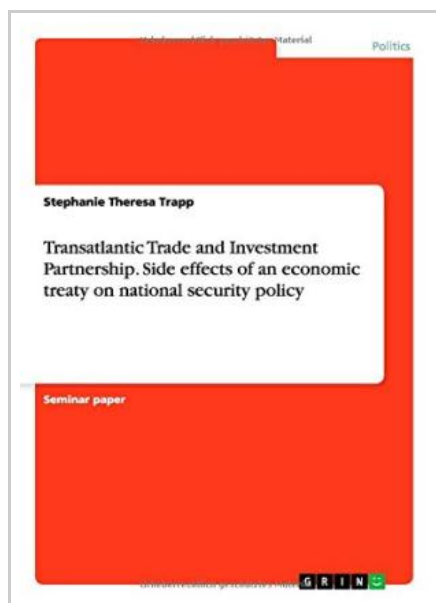 Material
Politics
Stephanie Theresa Trapp
Transatlantic Trade and Investment
Partnership. Side effects of an economic
treaty on national security policy
Seminar paper
GRIN